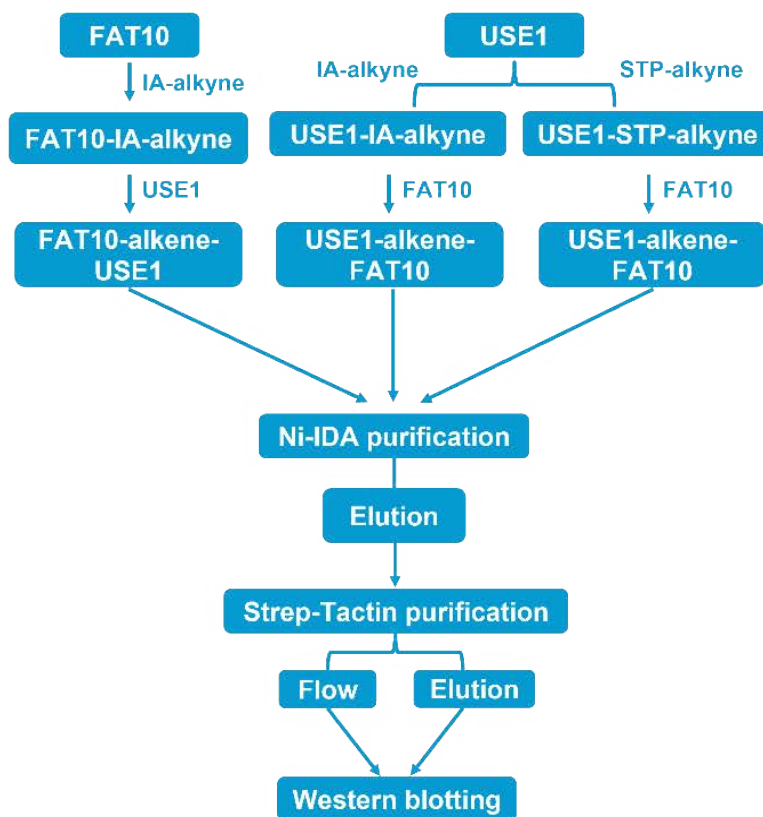 FAT10
USE1
IA-alkyne
IA-alkyne
STP-alkyne
FAT10-IA-alkyne
USE1-IA-alkyne
USE1-STP-alkyne
USE1
FAT10
FAT10
FAT10-alkene-
USE1
USE1-alkene-
FAT10
USE1-alkene-
FAT10
Ni-IDA purification
Elution
Strep-Tactin purification
Flow
Elution
Western blotting